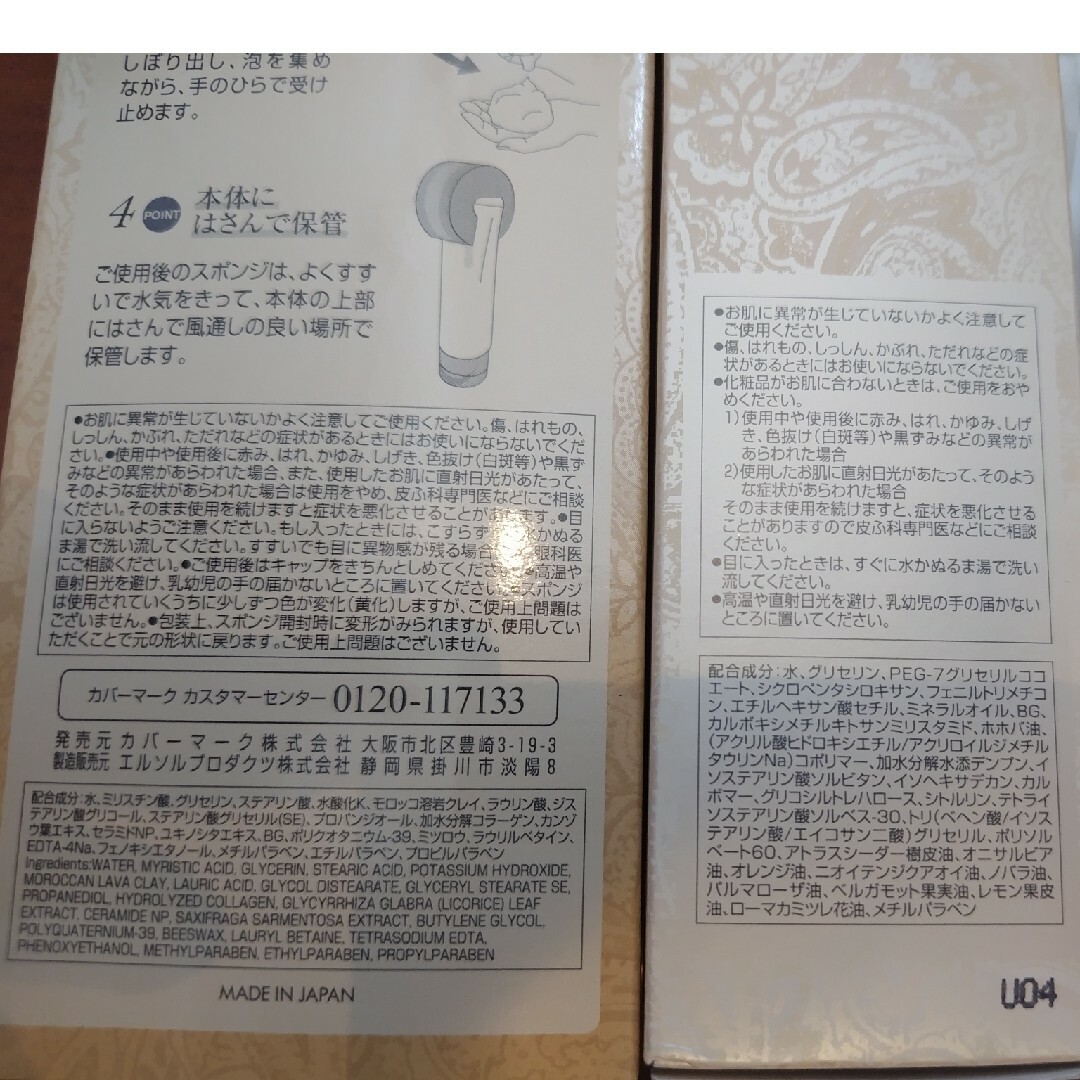 しぼり出し、泡を集め
ながら、手のひらで受け
止めます。
4 POINT 本体に
はさんで保管
ご使用後のスポンジは、よくすす
いで水気をきって、本体の上部
にはさんで風通しの良い場所で
保管します。
●お肌に異常が生じていないかよく注意してご使用ください。傷、はれもの、
しっしん、かぶれ、ただれなどの症状があるときにはお使いにならないでくだ
さい。●使用中や使用後に赤み、はれ、かゆみ、しげき、色抜け(白斑等)や黒ず
みなどの異常があらわれた場合、また、使用したお肌に直射日光があたって、
そのような症状があらわれた場合は使用をやめ、皮ふ科専門医などにご相談
ください。そのまま使用を続けますと症状を悪化させることがあります。●目
に入らないようご注意ください。もし入ったときには、こすらず かぬる
ま湯で洗い流してください。すすいでも目に異物感が残る場合 眼科医
にご相談ください。●ご使用後はキャップをきちんとしめてくださ 高温や
直射日光を避け、乳幼児の手の届かないところに置いてください。 スポンジ
は使用されていくうちに少しずつ色が変化(黄化)しますが、ご使用上問題は
ございません。●包装上、スポンジ開封時に変形がみられますが、使用してい
ただくことで元の形状に戻ります。ご使用上問題はございません。
カバーマーク カスタマーセンター 0120-117133
発売元 カバーマーク株式会社 大阪市北区豊崎3-19-3
製造販売元 エルソルプロダクツ株式会社 静岡県掛川市淡陽8
配合成分:水、ミリスチン酸、グリセリン、ステアリン酸、水酸化K、モロッコ溶岩クレイ、ラウリン酸、ジス
テアリン酸グリコール、ステアリン酸グリセリル(SE)、プロパンジオール、加水分解コラーゲン、カンゾ
ウ葉エキス、セラミドNP、ユキノシタエキス、BG、ポリクオタニウム-39、ミツロウ、ラウリルベタイン、
EDTA-4Na、フェノキシエタノール、メチルパラベン、エチルパラベン、プロピルパラベン
Ingredients:WATER, MYRISTIC ACID, GLYCERIN, STEARIC ACID, POTASSIUM HYDROXIDE,
MOROCCAN LAVA CLAY, LAURIC ACID, GLYCOL DISTEARATE, GLYCERYL STEARATE SE,
PROPANEDIOL, HYDROLYZED COLLAGEN, GLYCYRRHIZA GLABRA (LICORICE) LEAF
EXTRACT, CERAMIDE NP, SAXIFRAGA SARMENTOSA EXTRACT, BUTYLENE GLYCOL,
POLYQUATERNIUM-39, BEESWAX, LAURYL BETAINE, TETRASODIUM EDTA,
PHENOXYETHANOL, METHYLPARABEN, ETHYLPARABEN, PROPYLPARABEN
MADE IN JAPAN
●お肌に異常が生じていないかよく注意して
ご使用ください。
●傷、はれもの、しっしん、かぶれ、ただれなどの症
状があるときにはお使いにならないでください。
●化粧品がお肌に合わないときは、ご使用をおや
めください。
1)使用中や使用後に赤み、はれ、かゆみ、しげ
き、色抜け(白斑等)や黒ずみなどの異常が
あらわれた場合
2)使用したお肌に直射日光があたって、そのよう
な症状があらわれた場合
そのまま使用を続けますと、症状を悪化させる
ことがありますので皮ふ科専門医などにご相談
ください。
●目に入ったときは、すぐに水かぬるま湯で洗い
流してください。
●高温や直射日光を避け、乳幼児の手の届かない
ところに置いてください。
配合成分:水、グリセリン、PEG-7グリセリルココ
エート、シクロペンタシロキサン、フェニルトリメチコ
ン、エチルヘキサン酸セチル、ミネラルオイル、BG、
カルボキシメチルキトサンミリスタミド、ホホバ油、
(アクリル酸ヒドロキシエチル/アクリロイルジメチル
タウリンNa)コポリマー、加水分解水添デンプン、イ
ソステアリン酸ソルビタン、イソヘキサデカン、カル
ボマー、グリコシルトレハロース、シトルリン、テトライ
ソステアリン酸ソルベス-30、トリ(ベヘン酸/イソス
テアリン酸/エイコサン二酸)グリセリル、ポリソル
ベート60、アトラスシーダー樹皮油、オニサルビア
油、オレンジ油、ニオイテンジクアオイ油、ノバラ油、
パルマローザ油、ベルガモット果実油、レモン果皮
油、ローマカミツレ花油、メチルパラベン
U04